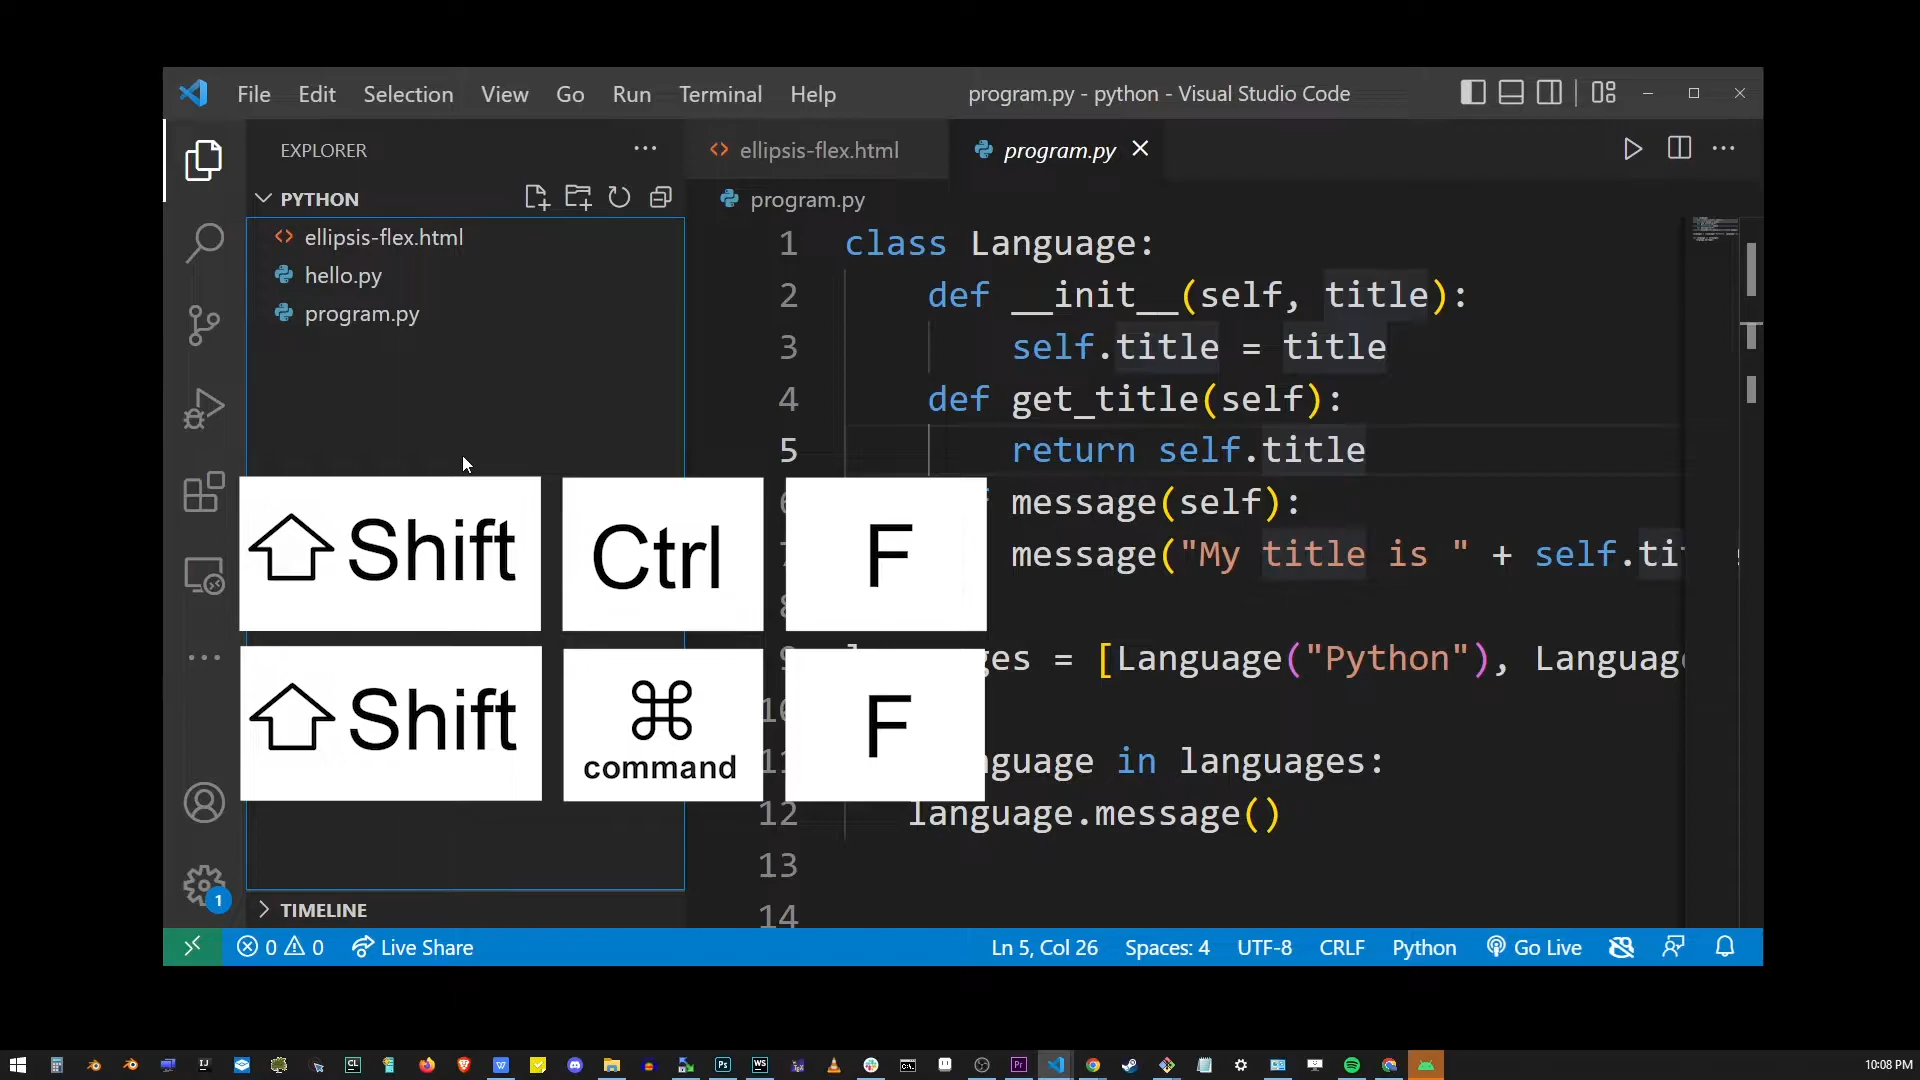 File Edit Selection View Go Run Terminal Help program.py - python - Visual Studio Code
EXPLORER
PYTHON
ellipsis-flex.html
hello.py
program.py
TIMELINE
ellipsis-flex.html program.py
program.py
1 class Language:
2 def __init__(self, title):
3 self.title = title
4 def get_title(self):
5 return self.title
message(self):
message("My title is " + self.ti
es = [Language("Python"), Languag
nguage in languages:
12 language.message()
13
14
Shift Ctrl F
Shift ⌘ command F
1
0 0 Live Share Ln 5, Col 26 Spaces: 4 UTF-8 CRLF Python Go Live
10:08 PM